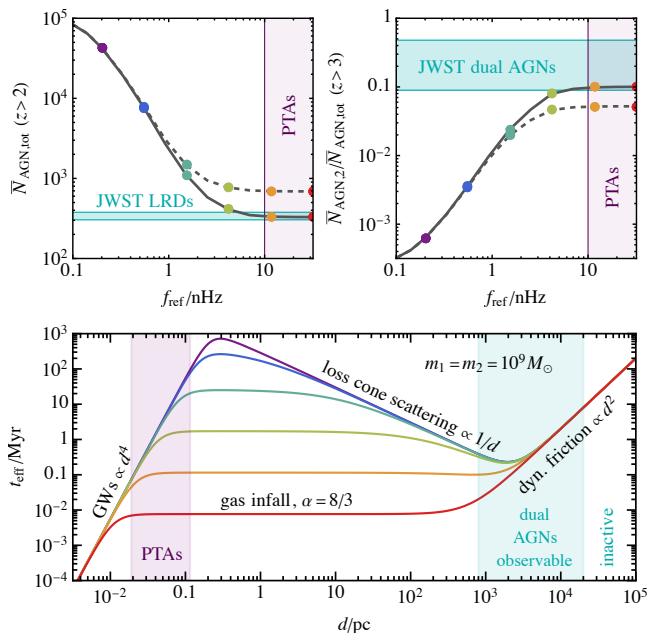 10^5
10^4
10^3
10^2
N̅_AGN,tot (z > 2)
JWST LRDs
PTAs
0.1 1 10
f_ref/nHz
1
0.1
10^-2
10^-3
N̅_AGN,2/N̅_AGN,tot (z > 3)
JWST dual AGNs
PTAs
0.1 1 10
f_ref/nHz
10^3
10^2
10
1
0.1
10^-2
10^-3
10^-4
t_eff/Myr
GWs ∝ d^4
PTAs
gas infall, α = 8/3
loss cone scattering ∝ 1/d
m_1 = m_2 = 10^9 M_⊙
dyn. friction ∝ d^2
dual
AGNs
observable
inactive
10^-2 0.1 1 10 10^2 10^3 10^4 10^5
d/pc